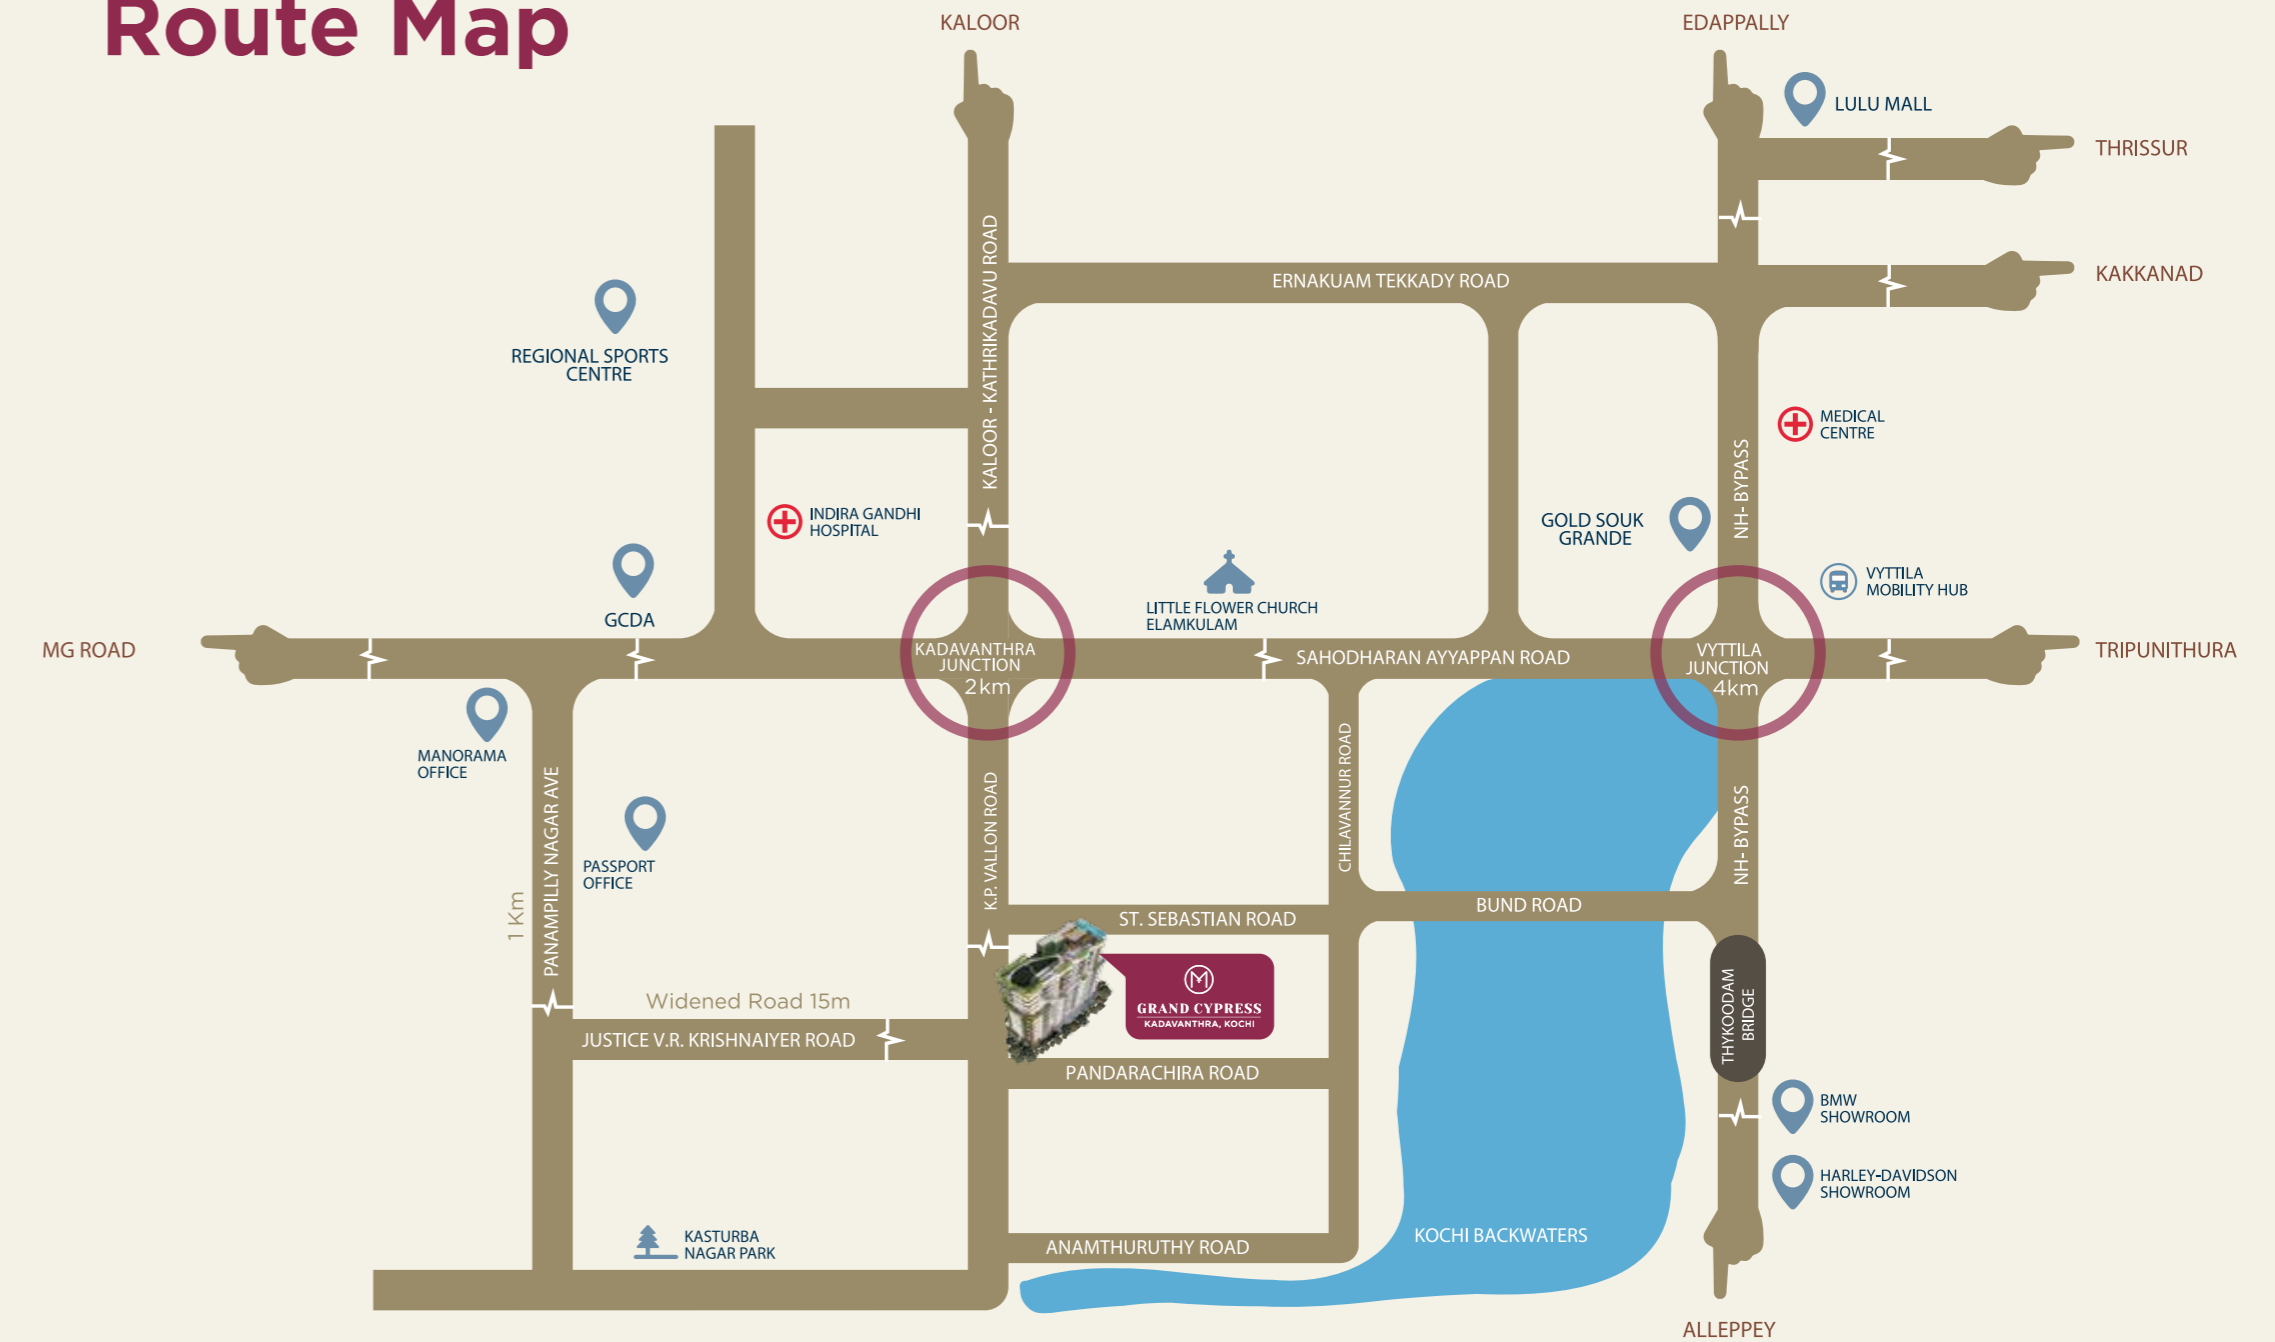 Route Map
KALOOR
EDAPPALLY
LULU MALL
THRISSUR
KALOOR - KATHRIKADAVU ROAD
ERNAKUAM TEKKADY ROAD
KAKKANAD
REGIONAL SPORTS
CENTRE
MEDICAL
CENTRE
NH- BYPASS
INDIRA GANDHI
HOSPITAL
GOLD SOUK
GRANDE
VYTTILA
MOBILITY HUB
GCDA
LITTLE FLOWER CHURCH
ELAMKULAM
MG ROAD
KADAVANTHRA
JUNCTION
2km
SAHODHARAN AYYAPPAN ROAD
VYTTILA
JUNCTION
4km
TRIPUNITHURA
MANORAMA
OFFICE
PANAMPILLY NAGAR AVE
1 Km
PASSPORT
OFFICE
K.P. VALLON ROAD
CHILAVANNUR ROAD
NH- BYPASS
BUND ROAD
ST. SEBASTIAN ROAD
GRAND CYPRESS
KADAVANTHRA, KOCHI
THYKOODAM
BRIDGE
Widened Road 15m
JUSTICE V.R. KRISHNAIYER ROAD
PANDARACHIRA ROAD
BMW
SHOWROOM
HARLEY-DAVIDSON
SHOWROOM
KASTURBA
NAGAR PARK
ANAMTHURUTHY ROAD
KOCHI BACKWATERS
ALLEPPEY